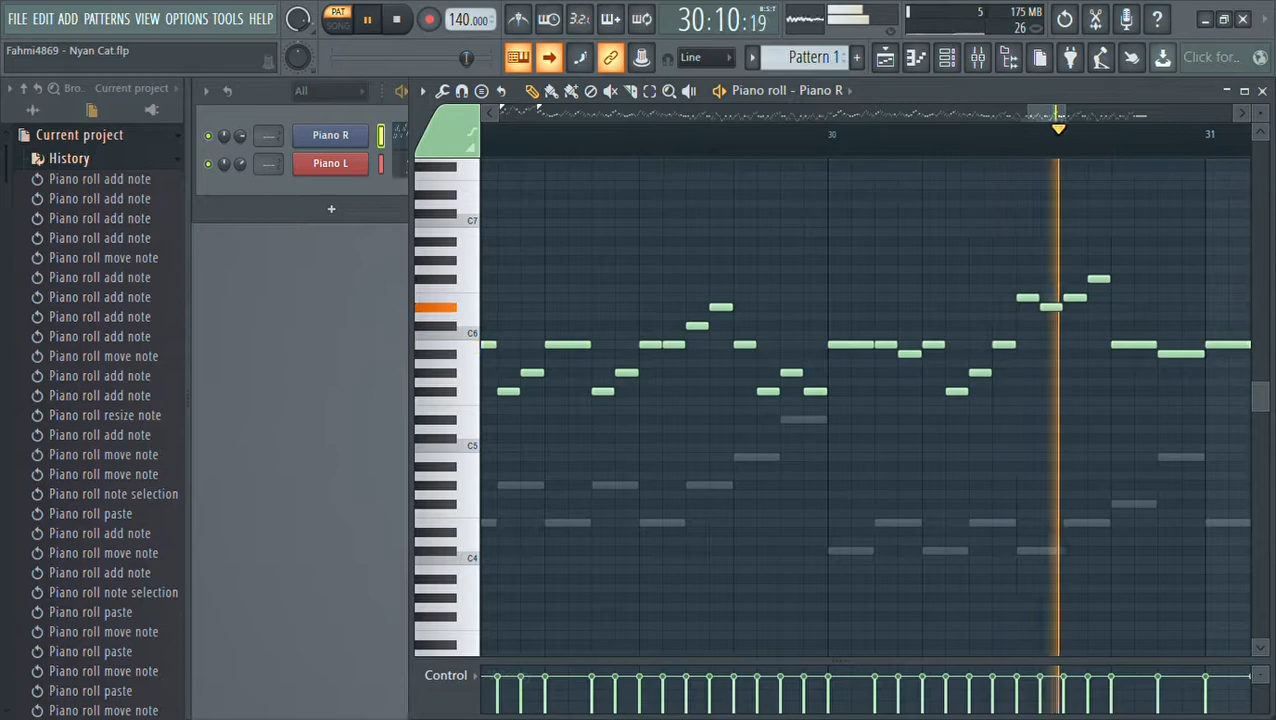 FILE EDIT ADD PATTERNS VIEW OPTIONS TOOLS HELP
PAT
SONG
140.000
3.2
30:10:19
B:S:T
5
175 MB
26
Fahmi4869 - Nyan Cat.flp
Line
Pattern 1
Click for..
Bro..
Current project
All
Piano roll - Piano R
Current project
History
Piano roll add note
Piano roll add note
Piano roll add note
Piano roll add note
Piano roll move note
Piano roll add note
Piano roll add note
Piano roll add note
Piano roll add note
Piano roll move note
Piano roll add note
Piano roll add note
Piano roll resize note
Piano roll add note
Piano roll move note
Piano roll move note
Piano roll note selection
Piano roll paste
Piano roll add note
Piano roll move note
Piano roll add note
Piano roll note selection
Piano roll paste
Piano roll move note
Piano roll paste
Piano roll move note
Piano roll paste
Piano roll move note
Piano R
Piano L
+
30
31
C7
C6
C5
C4
Control